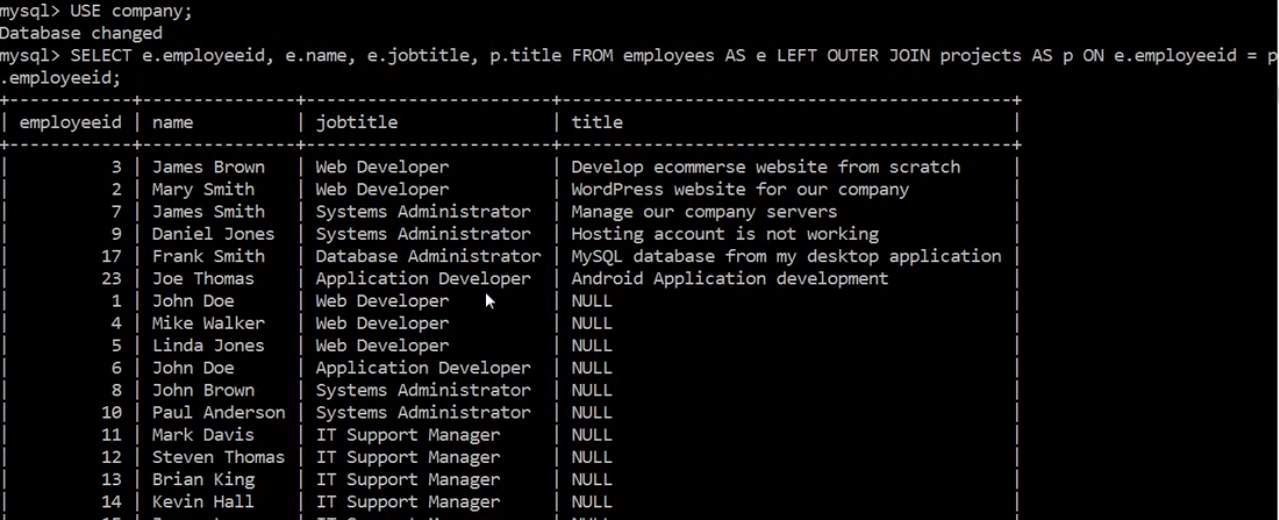 mysql> USE company;
Database changed
mysql> SELECT e.employeeid, e.name, e.jobtitle, p.title FROM employees AS e LEFT OUTER JOIN projects AS p ON e.employeeid = p
.employeeid;
+------------+---------------+------------------------+--------------------------------------------+
| employeeid | name | jobtitle | title |
+------------+---------------+------------------------+--------------------------------------------+
| 3 | James Brown | Web Developer | Develop ecommerse website from scratch |
| 2 | Mary Smith | Web Developer | WordPress website for our company |
| 7 | James Smith | Systems Administrator | Manage our company servers |
| 9 | Daniel Jones | Systems Administrator | Hosting account is not working |
| 17 | Frank Smith | Database Administrator | MySQL database from my desktop application |
| 23 | Joe Thomas | Application Developer | Android Application development |
| 1 | John Doe | Web Developer | NULL |
| 4 | Mike Walker | Web Developer | NULL |
| 5 | Linda Jones | Web Developer | NULL |
| 6 | John Doe | Application Developer | NULL |
| 8 | John Brown | Systems Administrator | NULL |
| 10 | Paul Anderson | Systems Administrator | NULL |
| 11 | Mark Davis | IT Support Manager | NULL |
| 12 | Steven Thomas | IT Support Manager | NULL |
| 13 | Brian King | IT Support Manager | NULL |
| 14 | Kevin Hall | IT Support Manager | NULL |